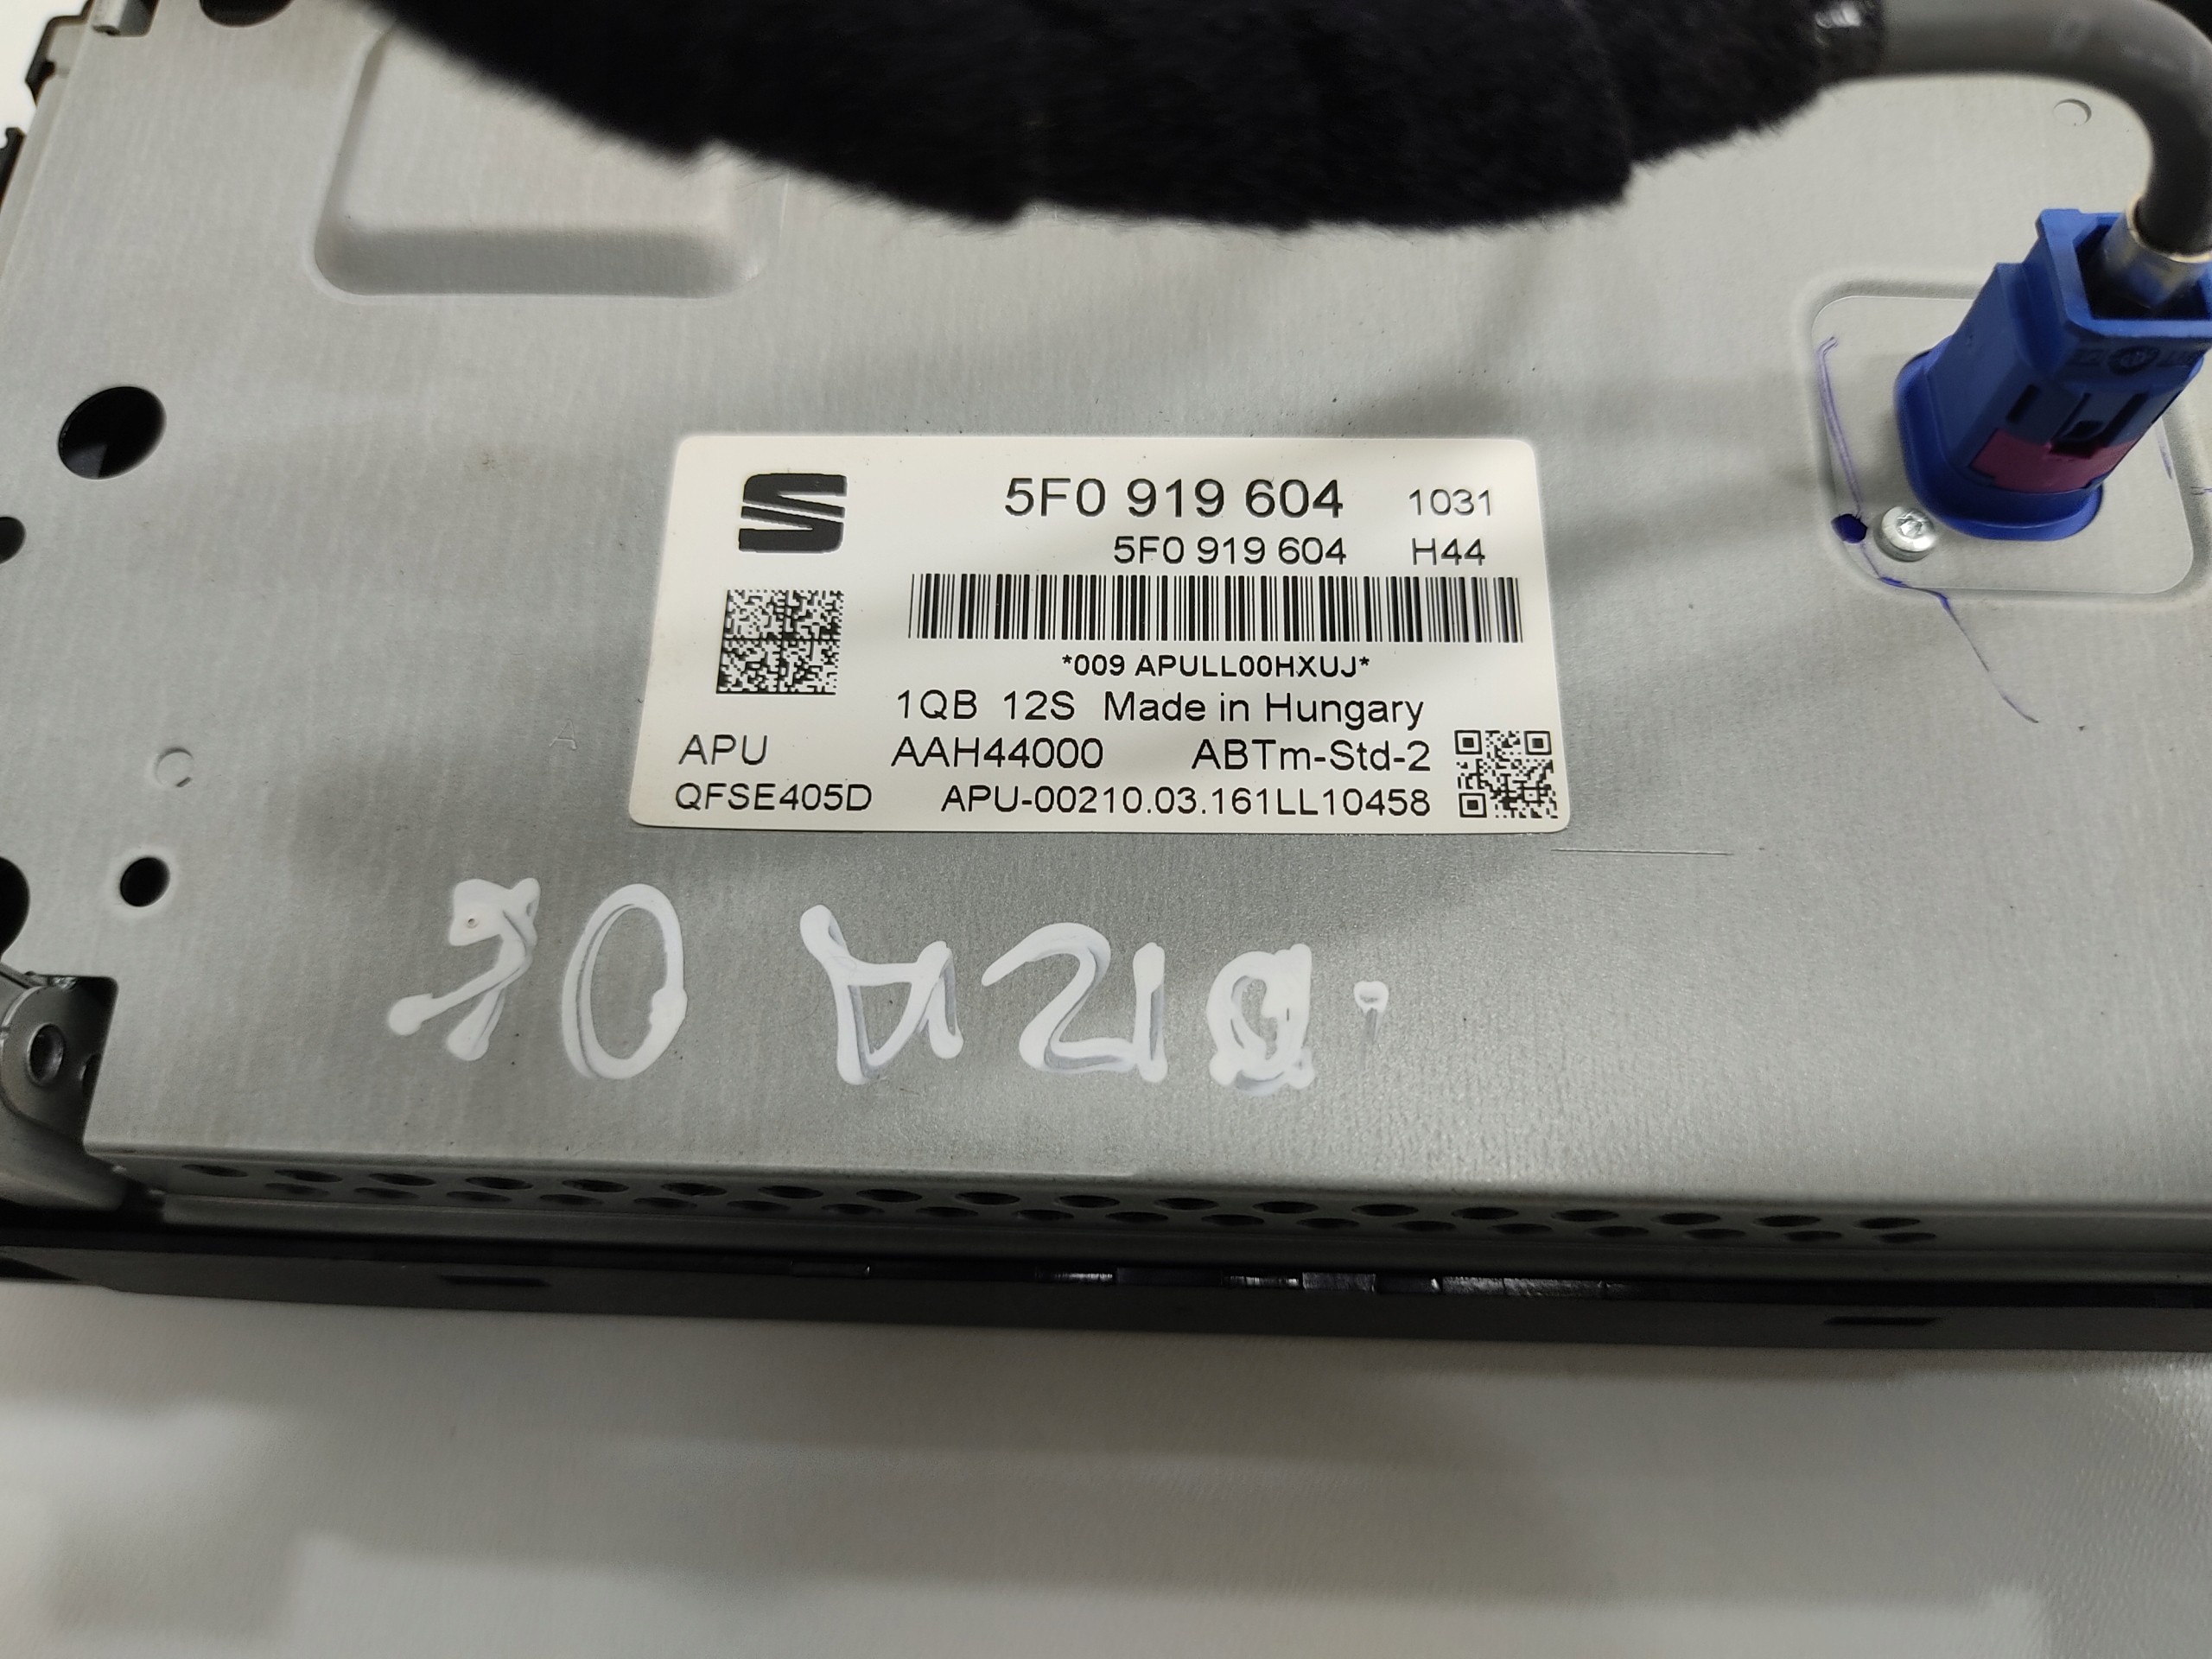 5F0 919 604 1031
5F0 919 604 H44
*009 APULL00HXUJ*
1QB 12S Made in Hungary
APU AAH44000 ABTm-Std-2
QFSE405D APU-00210.03.161LL10458